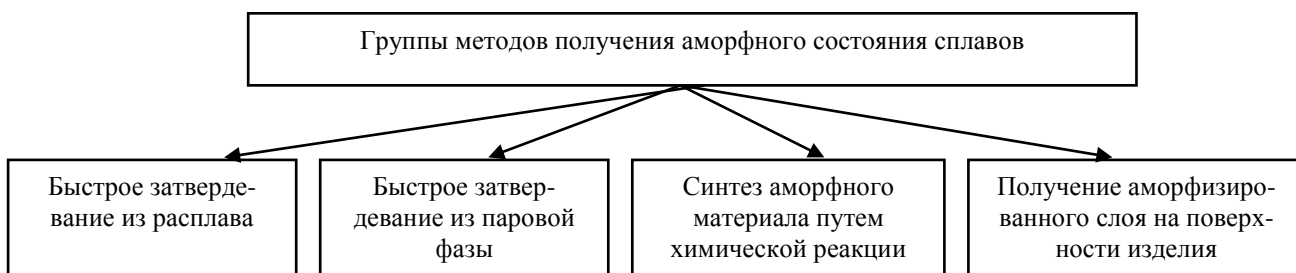 Группы методов получения аморфного состояния сплавов
Быстрое затверде-
вание из расплава
Быстрое затвер-
девание из паровой
фазы
Синтез аморфного
материала путем
химической реакции
Получение аморфизиро-
ванного слоя на поверх-
ности изделия